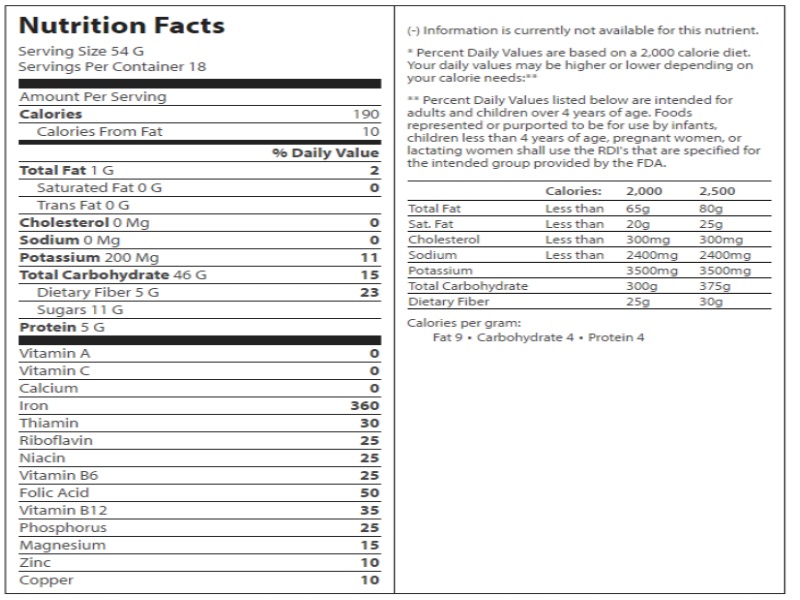 Nutrition Facts
Serving Size 54 G
Servings Per Container 18
Amount Per Serving
Calories 190
Calories From Fat 10
% Daily Value
Total Fat 1 G 2
Saturated Fat 0 G 0
Trans Fat 0 G
Cholesterol 0 Mg 0
Sodium 0 Mg 0
Potassium 200 Mg 11
Total Carbohydrate 46 G 15
Dietary Fiber 5 G 23
Sugars 11 G
Protein 5 G
Vitamin A 0
Vitamin C 0
Calcium 0
Iron 360
Thiamin 30
Riboflavin 25
Niacin 25
Vitamin B6 25
Folic Acid 50
Vitamin B12 35
Phosphorus 25
Magnesium 15
Zinc 10
Copper 10
(-) Information is currently not available for this nutrient.
* Percent Daily Values are based on a 2,000 calorie diet.
Your daily values may be higher or lower depending on
your calorie needs:**
** Percent Daily Values listed below are intended for
adults and children over 4 years of age. Foods
represented or purported to be for use by infants,
children less than 4 years of age, pregnant women, or
lactating women shall use the RDI's that are specified for
the intended group provided by the FDA.
Calories: 2,000 2,500
Total Fat Less than 65g 80g
Sat. Fat Less than 20g 25g
Cholesterol Less than 300mg 300mg
Sodium Less than 2400mg 2400mg
Potassium 3500mg 3500mg
Total Carbohydrate 300g 375g
Dietary Fiber 25g 30g
Calories per gram:
Fat 9 • Carbohydrate 4 • Protein 4